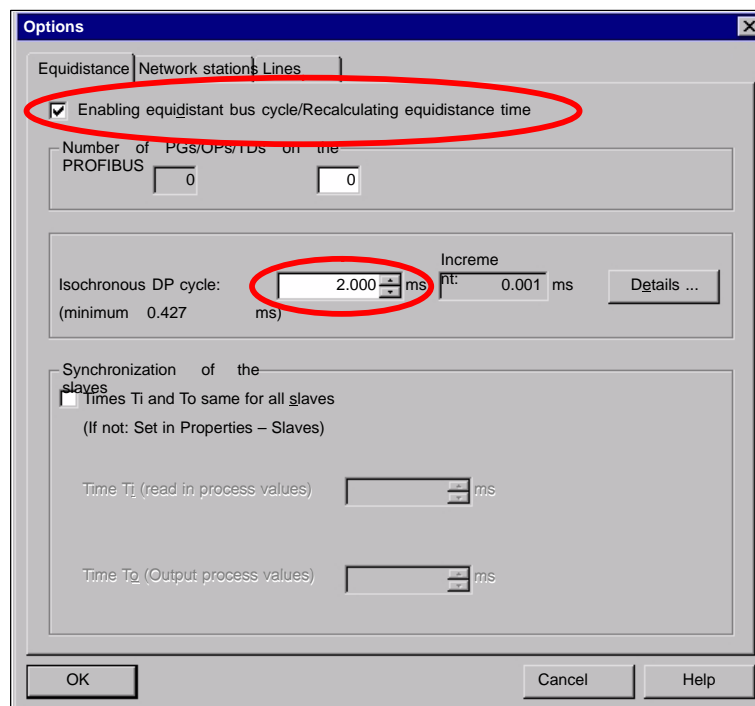 Options
Equidistance Network stations Lines
Enabling equidistant bus cycle/Recalculating equidistance time
Number of PGs/OPs/TDs on the
PROFIBUS
0 0
Increme
nt:
Isochronous DP cycle: 2.000 ms 0.001 ms Details ...
(minimum 0.427 ms)
Synchronization of the
slaves
Times Ti and To same for all slaves
(If not: Set in Properties – Slaves)
Time Ti (read in process values) ms
Time To (Output process values) ms
OK Cancel Help